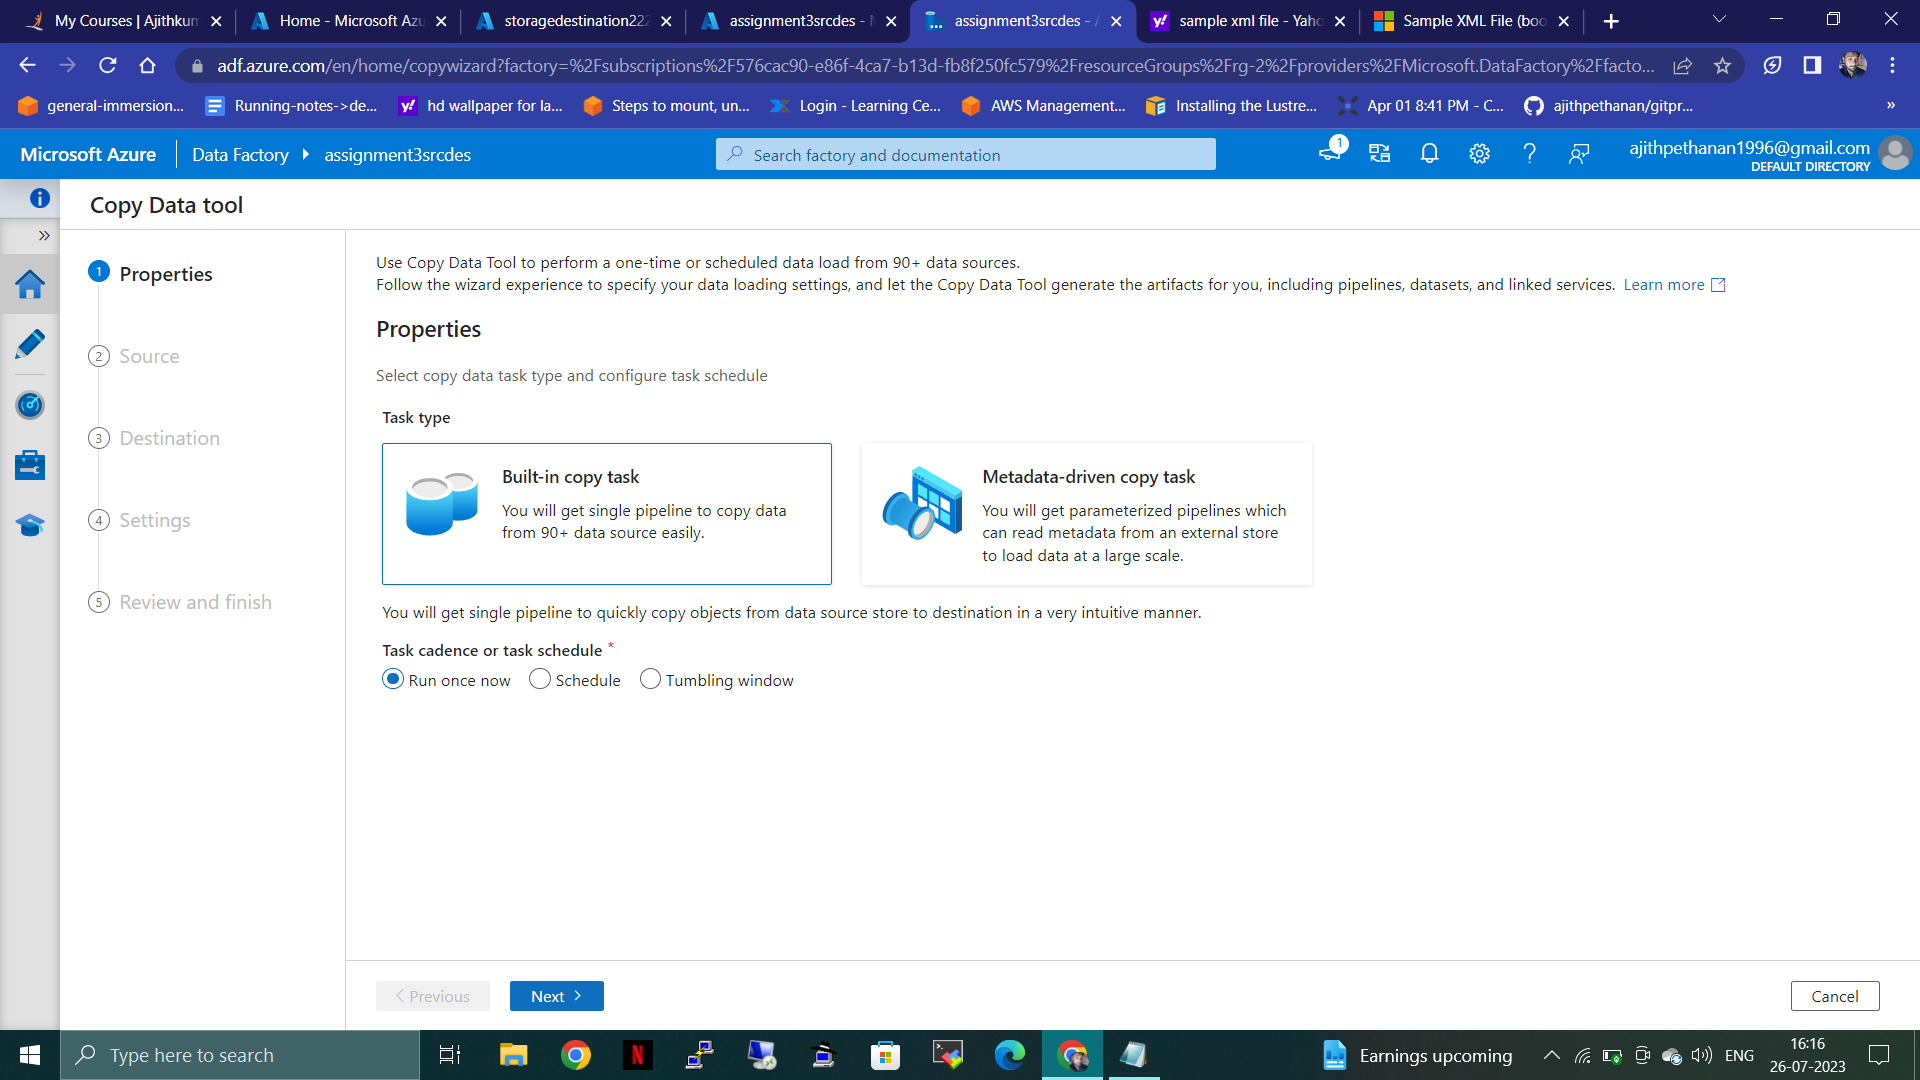 My Courses | Ajithkum
Home - Microsoft Azu
storagedestination222
assignment3srcdes - M
assignment3srcdes - A
sample xml file - Yaho
Sample XML File (boo
adf.azure.com/en/home/copywizard?factory=%2Fsubscriptions%2F576cac90-e86f-4ca7-b13d-fb8f250fc579%2FresourceGroups%2Frg-2%2Fproviders%2FMicrosoft.DataFactory%2Ffacto...
general-immersion...
Running-notes->de...
hd wallpaper for la...
Steps to mount, un...
Login - Learning Ce...
AWS Management...
Installing the Lustre...
Apr 01 8:41 PM - C...
ajithpethanan/gitpr...
Microsoft Azure
Data Factory
assignment3srcdes
Search factory and documentation
1
ajithpethanan1996@gmail.com
DEFAULT DIRECTORY
Copy Data tool
1 Properties
2 Source
3 Destination
4 Settings
5 Review and finish
Use Copy Data Tool to perform a one-time or scheduled data load from 90+ data sources.
Follow the wizard experience to specify your data loading settings, and let the Copy Data Tool generate the artifacts for you, including pipelines, datasets, and linked services. Learn more
Properties
Select copy data task type and configure task schedule
Task type
Built-in copy task
You will get single pipeline to copy data
from 90+ data source easily.
Metadata-driven copy task
You will get parameterized pipelines which
can read metadata from an external store
to load data at a large scale.
You will get single pipeline to quickly copy objects from data source store to destination in a very intuitive manner.
Task cadence or task schedule *
Run once now
Schedule
Tumbling window
Previous
Next
Cancel
Type here to search
Earnings upcoming
ENG
16:16
26-07-2023